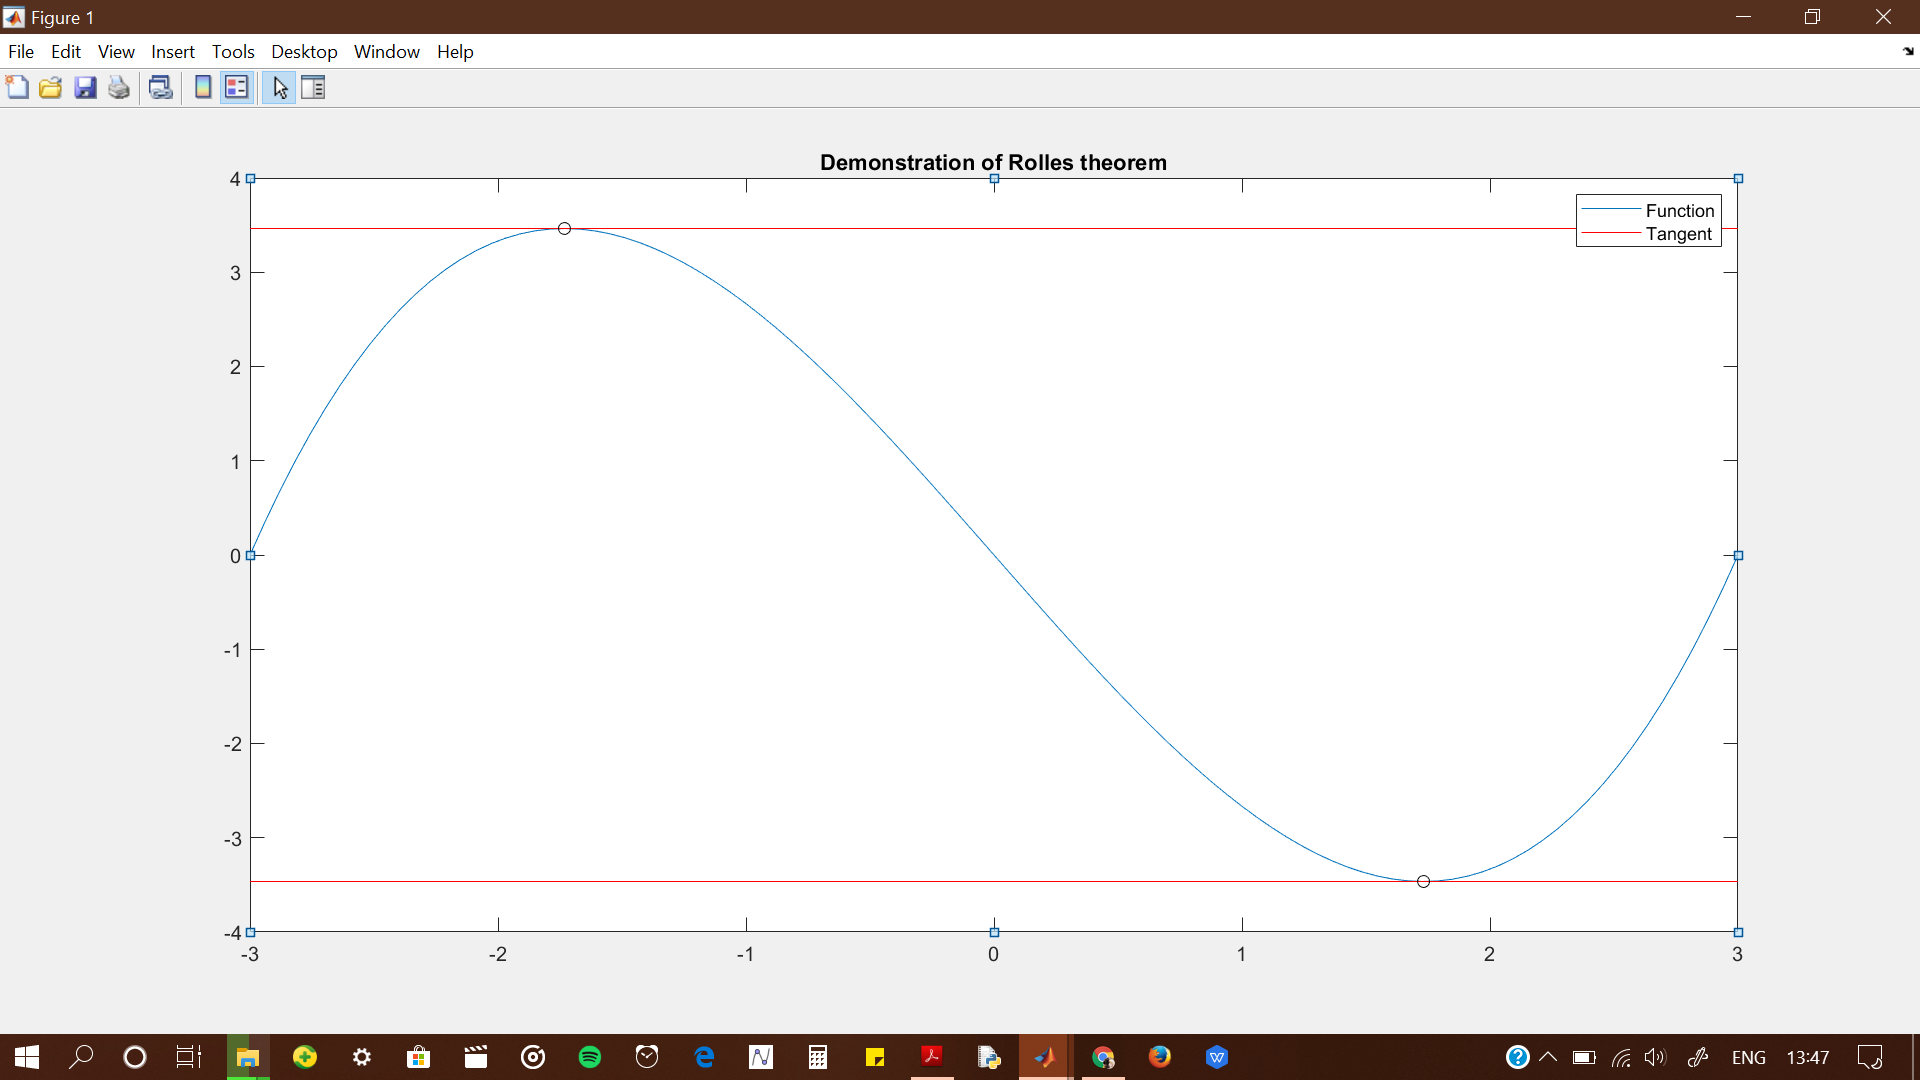 Figure 1
File Edit View Insert Tools Desktop Window Help
Demonstration of Rolles theorem
Function
Tangent
4
3
2
1
0
-1
-2
-3
-4
-3 -2 -1 0 1 2 3
ENG 13:47